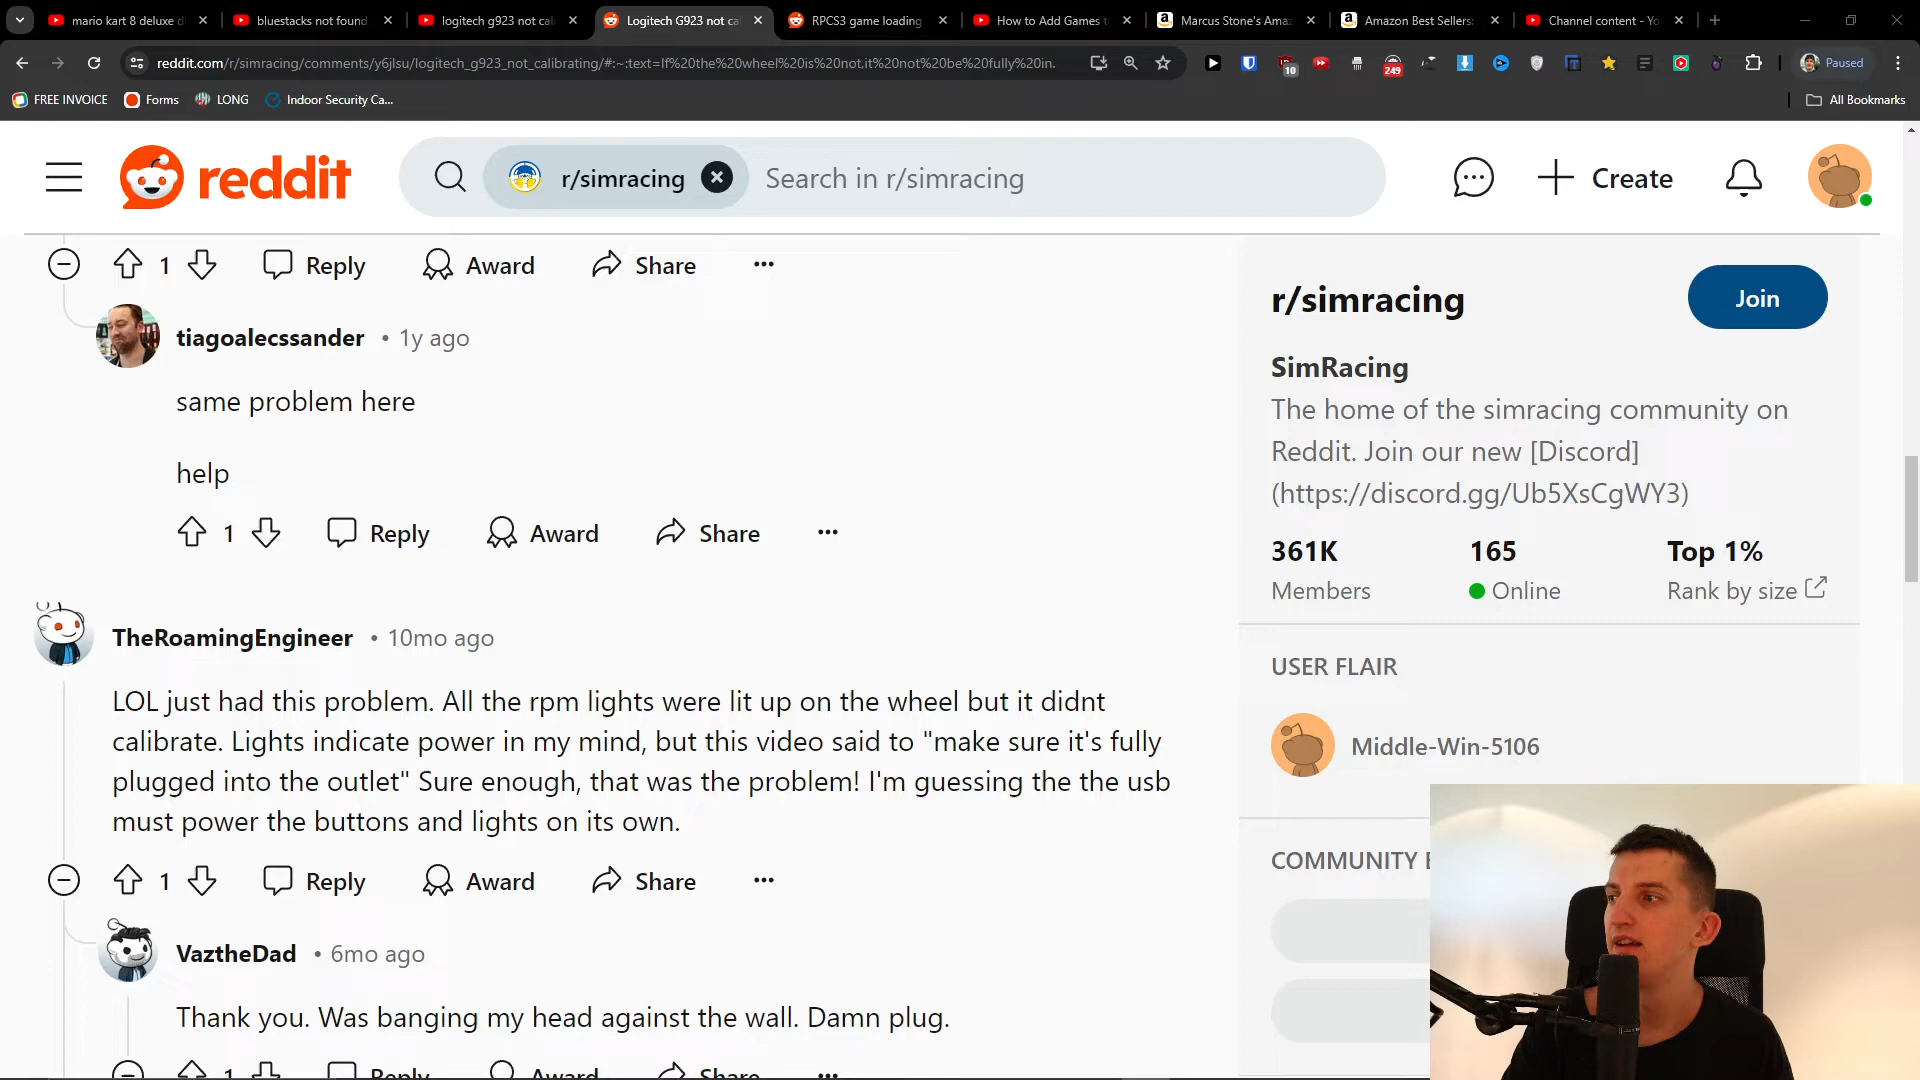 mario kart 8 deluxe d
bluestacks not found
logitech g923 not cal
Logitech G923 not ca
RPCS3 game loading
How to Add Games t
Marcus Stone's Amaz
Amazon Best Sellers:
Channel content - Yo
reddit.com/r/simracing/comments/y6jlsu/logitech_g923_not_calibrating/#:~:text=If%20the%20wheel%20is%20not,it%20not%20be%20fully%20in.
10
249
Paused
FREE INVOICE
Forms
LONG
Indoor Security Ca...
All Bookmarks
reddit
r/simracing
Search in r/simracing
Create
1
Reply
Award
Share
tiagoalecssander • 1y ago
same problem here
help
1
Reply
Award
Share
TheRoamingEngineer • 10mo ago
LOL just had this problem. All the rpm lights were lit up on the wheel but it didnt
calibrate. Lights indicate power in my mind, but this video said to "make sure it's fully
plugged into the outlet" Sure enough, that was the problem! I'm guessing the the usb
must power the buttons and lights on its own.
1
Reply
Award
Share
VaztheDad • 6mo ago
Thank you. Was banging my head against the wall. Damn plug.
1
Reply
Award
Share
r/simracing
Join
SimRacing
The home of the simracing community on
Reddit. Join our new [Discord]
(https://discord.gg/Ub5XsCgWY3)
361K
165
Top 1%
Members
Online
Rank by size
USER FLAIR
Middle-Win-5106
COMMUNITY